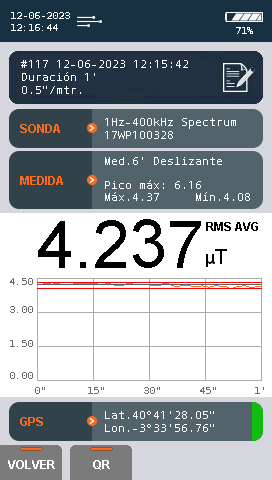 12-06-2023
12:16:44
71%
#117 12-06-2023 12:15:42
Duración 1'
0.5"/mtr.
SONDA
1Hz-400kHz Spectrum
17WP100328
MEDIDA
Med.6' Deslizante
Pico máx: 6.16
Máx.4.37 Mín.4.08
4.237 RMS AVG
µT
4.50
3.00
1.50
0.00
0" 15" 30" 45" 1'
GPS
Lat.40°41'28.05"
Lon.-3°33'56.76"
VOLVER QR